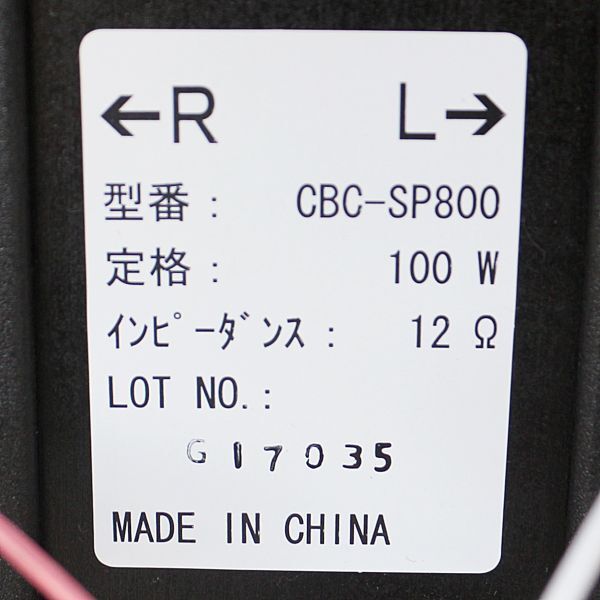 ←R L→
型番: CBC-SP800
定格: 100 W
ｲﾝﾋﾟｰﾀﾞﾝｽ: 12 Ω
LOT NO.:
G17035
MADE IN CHINA